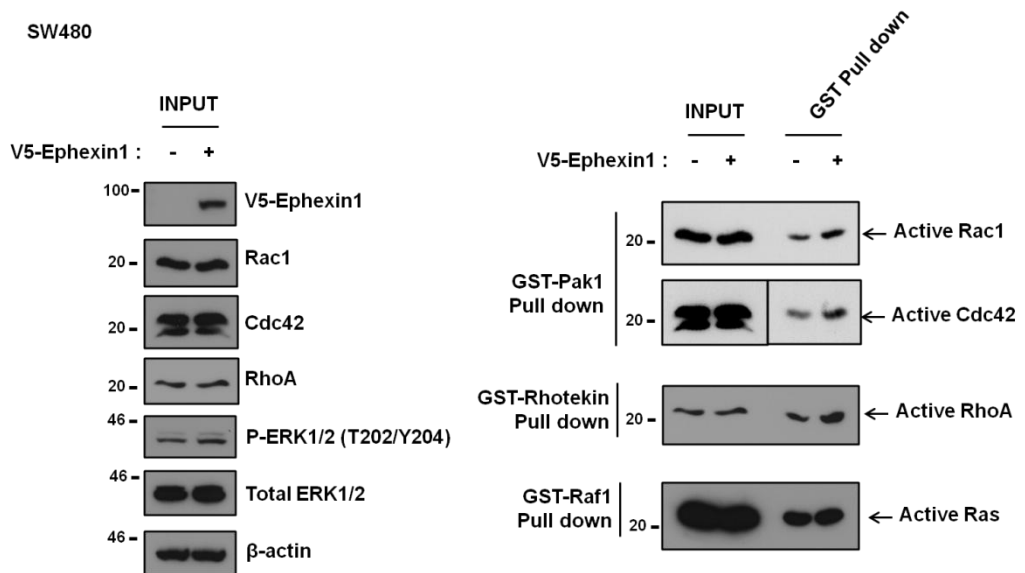 SW480
INPUT
V5-Ephexin1 : - +
100
V5-Ephexin1
20
Rac1
20
Cdc42
20
RhoA
46
P-ERK1/2 (T202/Y204)
46
Total ERK1/2
46
β-actin
INPUT
GST Pull down
V5-Ephexin1 : - + - +
GST-Pak1
Pull down
20
← Active Rac1
20
← Active Cdc42
GST-Rhotekin
Pull down
20
← Active RhoA
GST-Raf1
Pull down
20
← Active Ras